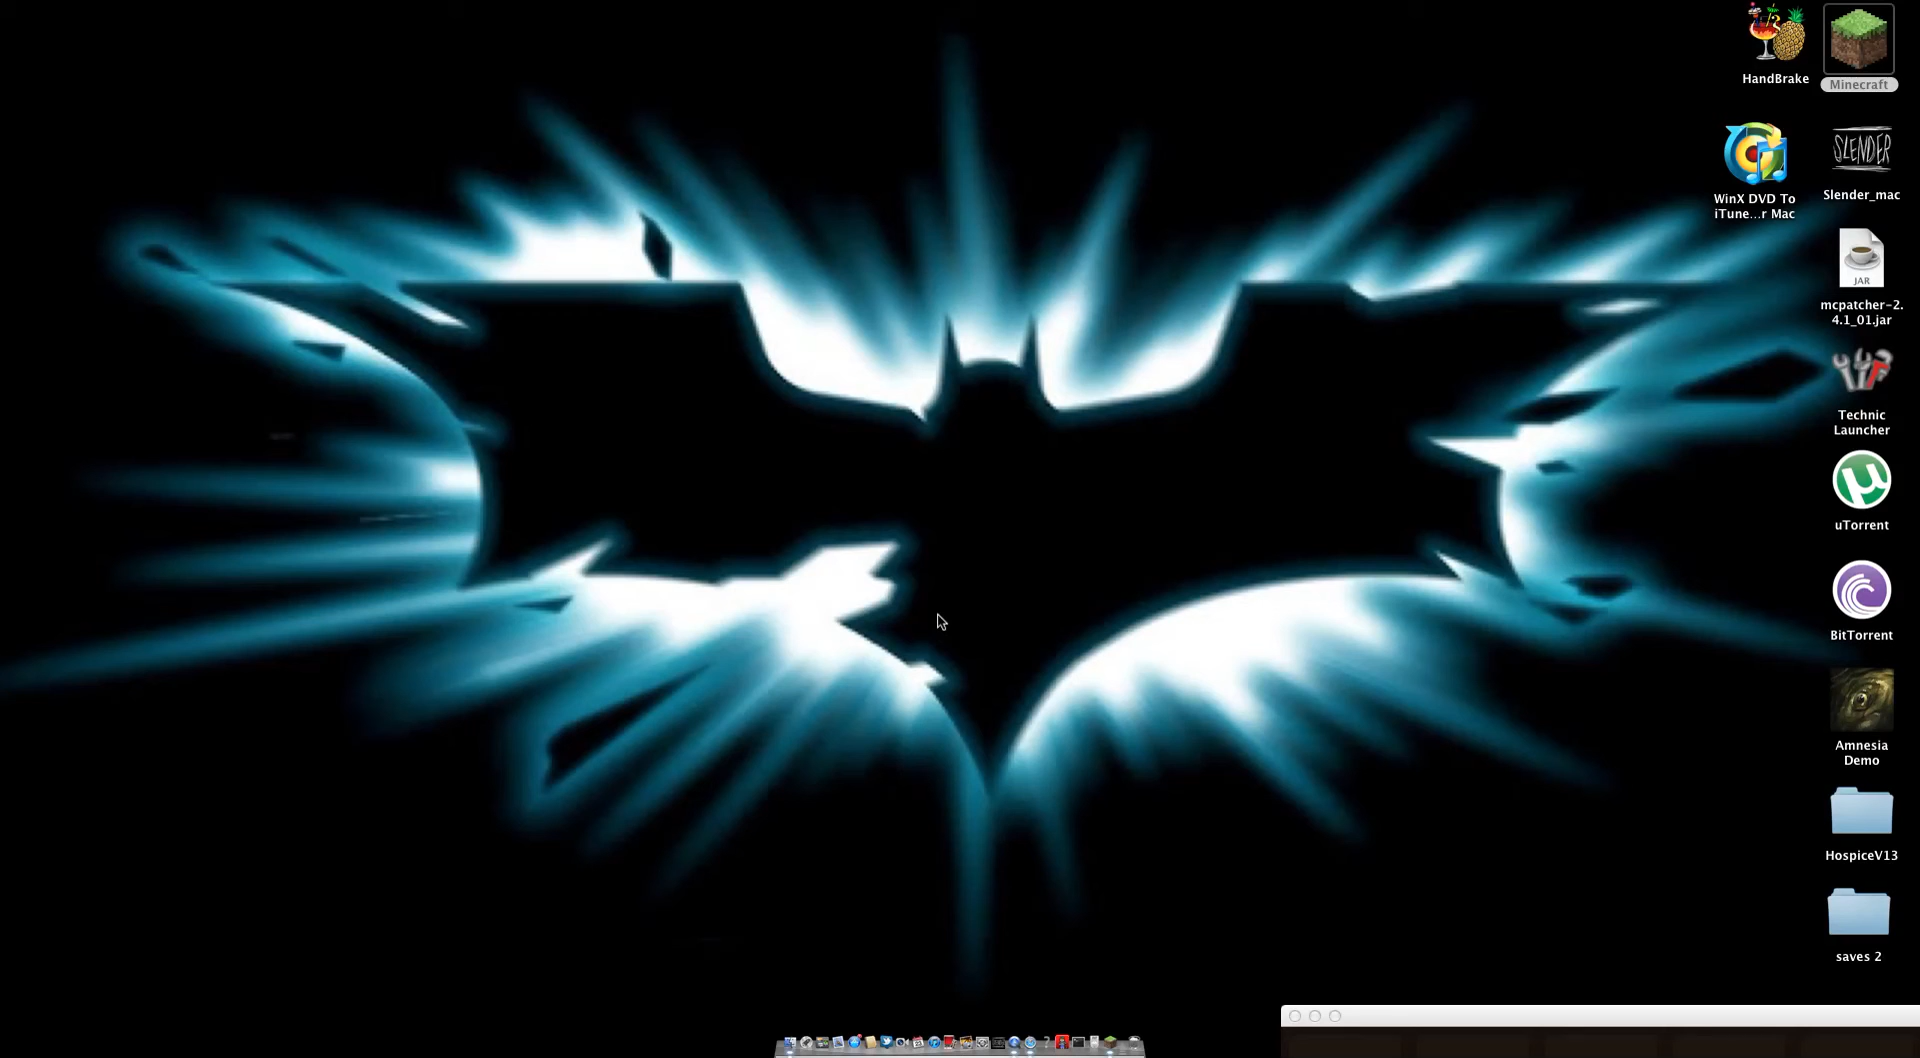 HandBrake
Minecraft
WinX DVD To
iTune...r Mac
SLENDER
Slender_mac
JAR
mcpatcher-2.
4.1_01.jar
Technic
Launcher
µ
uTorrent
BitTorrent
Amnesia
Demo
HospiceV13
saves 2